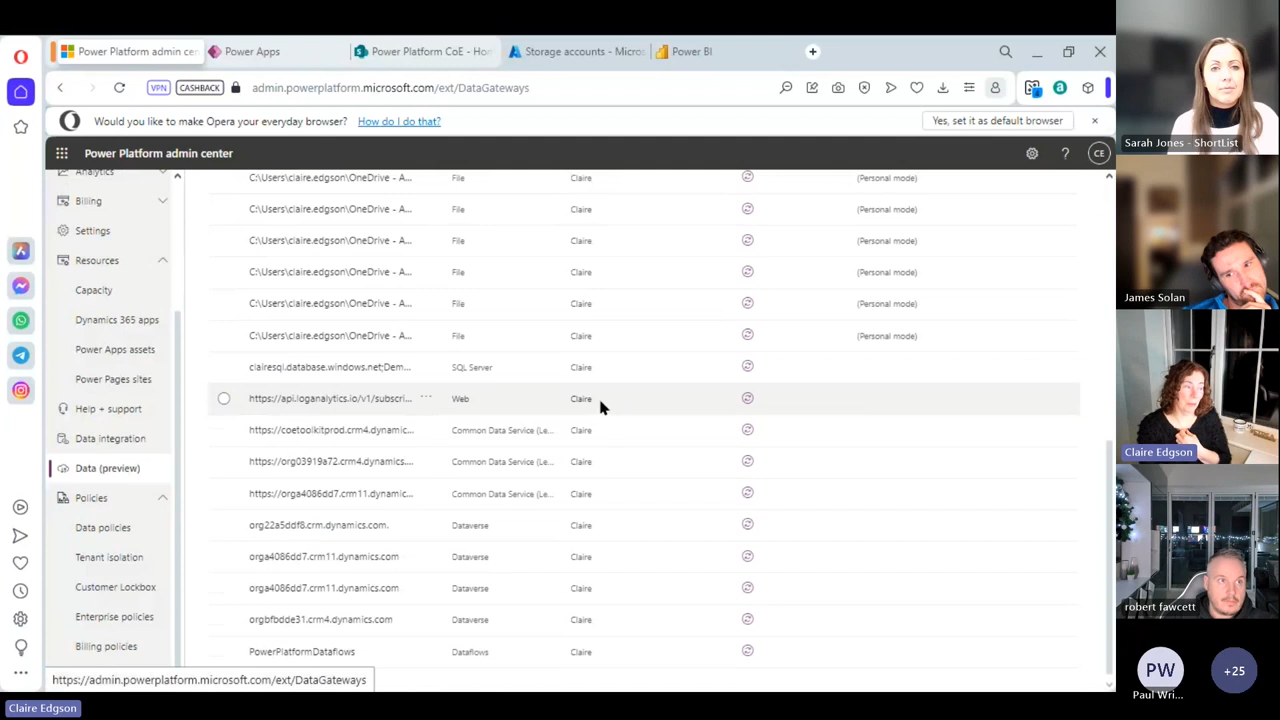 Power Platform admin cen
Power Apps
Power Platform CoE - Hon
Storage accounts - Micros
Power BI
VPN
CASHBACK
admin.powerplatform.microsoft.com/ext/DataGateways
Would you like to make Opera your everyday browser?
How do I do that?
Yes, set it as default browser
Power Platform admin center
CE
Analytics
Billing
Settings
Resources
Capacity
Dynamics 365 apps
Power Apps assets
Power Pages sites
Help + support
Data integration
Data (preview)
Policies
Data policies
Tenant isolation
Customer Lockbox
Enterprise policies
Billing policies
C:\Users\claire.edgson\OneDrive - A... File Claire (Personal mode)
C:\Users\claire.edgson\OneDrive - A... File Claire (Personal mode)
C:\Users\claire.edgson\OneDrive - A... File Claire (Personal mode)
C:\Users\claire.edgson\OneDrive - A... File Claire (Personal mode)
C:\Users\claire.edgson\OneDrive - A... File Claire (Personal mode)
C:\Users\claire.edgson\OneDrive - A... File Claire (Personal mode)
clairesql.database.windows.net;Dem... SQL Server Claire
https://api.loganalytics.io/v1/subscri... ··· Web Claire
https://coetoolkitprod.crm4.dynamic... Common Data Service (Le... Claire
https://org03919a72.crm4.dynamics.... Common Data Service (Le... Claire
https://orga4086dd7.crm11.dynamic... Common Data Service (Le... Claire
org22a5ddf8.crm.dynamics.com. Dataverse Claire
orga4086dd7.crm11.dynamics.com Dataverse Claire
orga4086dd7.crm11.dynamics.com Dataverse Claire
orgbfbdde31.crm4.dynamics.com Dataverse Claire
PowerPlatformDataflows Dataflows Claire
https://admin.powerplatform.microsoft.com/ext/DataGateways
Claire Edgson
Sarah Jones - ShortList
James Solan
Claire Edgson
robert fawcett
PW
Paul Wri...
+25